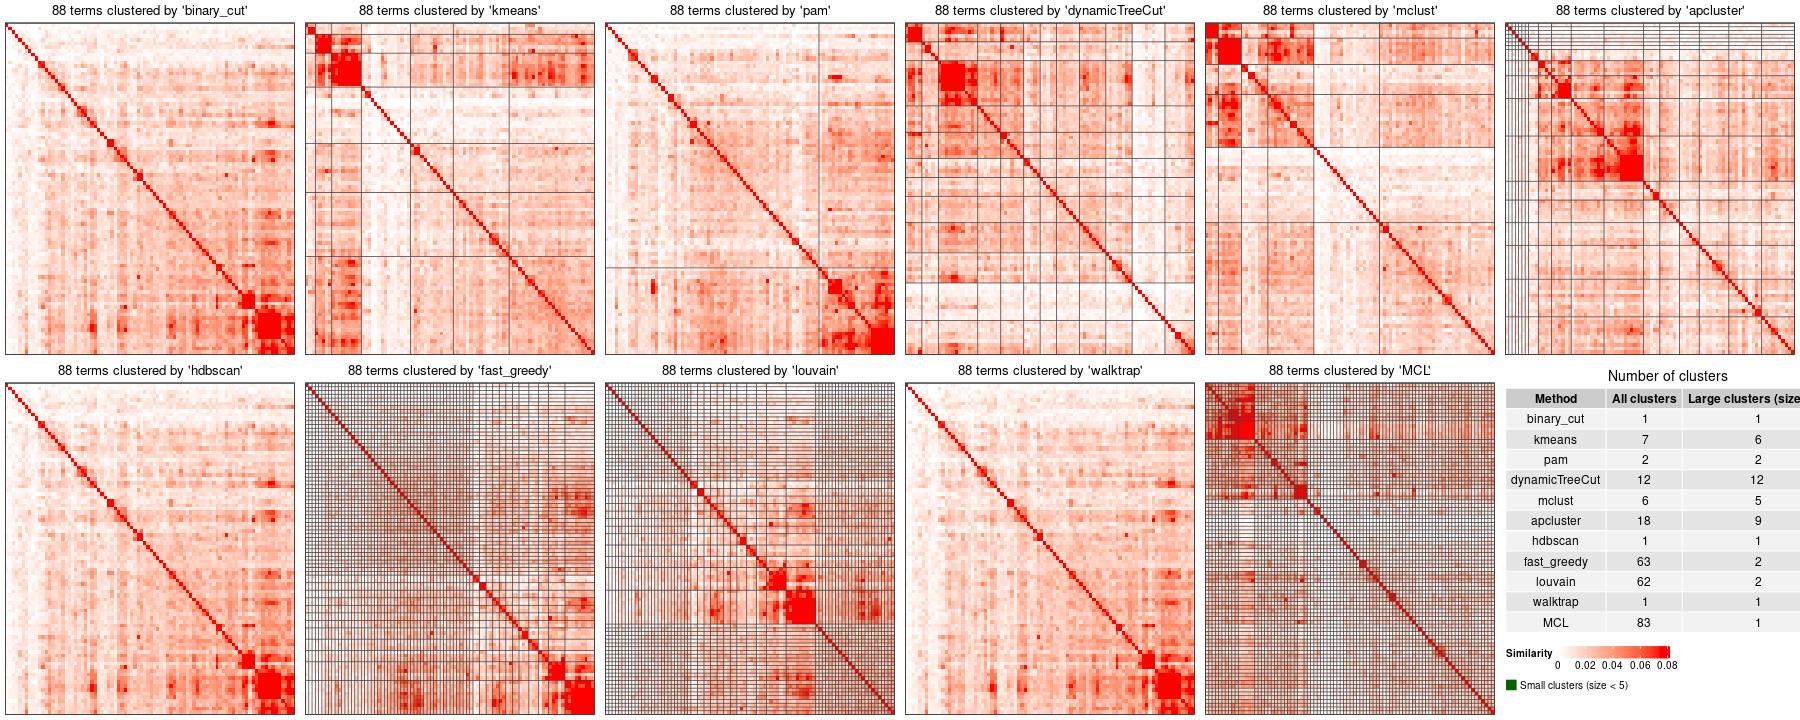 88 terms clustered by 'binary_cut'
88 terms clustered by 'kmeans'
88 terms clustered by 'pam'
88 terms clustered by 'dynamicTreeCut'
88 terms clustered by 'mclust'
88 terms clustered by 'apcluster'
88 terms clustered by 'hdbscan'
88 terms clustered by 'fast_greedy'
88 terms clustered by 'louvain'
88 terms clustered by 'walktrap'
88 terms clustered by 'MCL'
Number of clusters
Method All clusters Large clusters (size
binary_cut 1 1
kmeans 7 6
pam 2 2
dynamicTreeCut 12 12
mclust 6 5
apcluster 18 9
hdbscan 1 1
fast_greedy 63 2
louvain 62 2
walktrap 1 1
MCL 83 1
Similarity
0 0.02 0.04 0.06 0.08
Small clusters (size < 5)